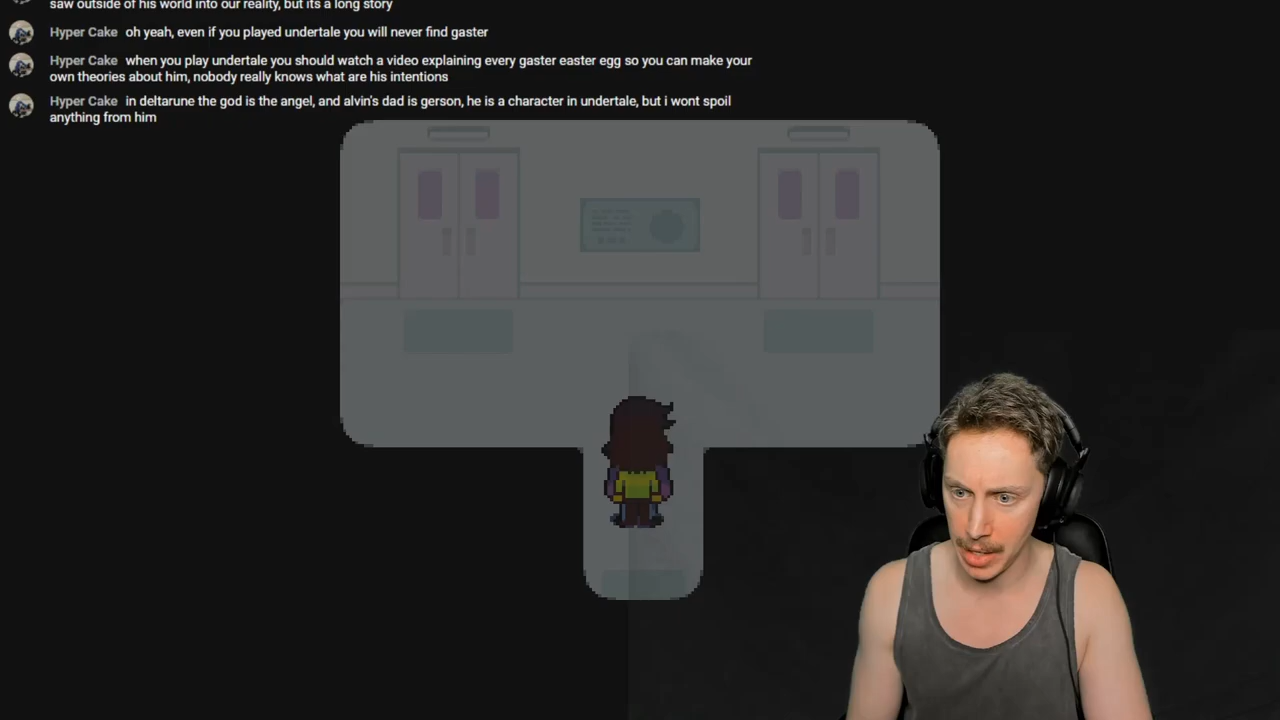 saw outside of his world into our reality, but its a long story
Hyper Cake oh yeah, even if you played undertale you will never find gaster
Hyper Cake when you play undertale you should watch a video explaining every gaster easter egg so you can make your
own theories about him, nobody really knows what are his intentions
Hyper Cake in deltarune the god is the angel, and alvin's dad is gerson, he is a character in undertale, but i wont spoil
anything from him